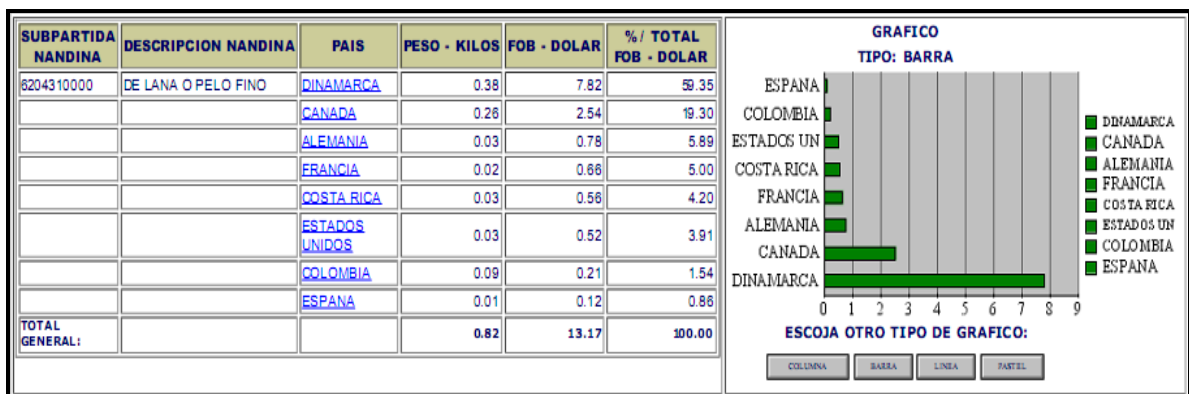 SUBPARTIDA NANDINA DESCRIPCION NANDINA PAIS PESO - KILOS FOB - DOLAR % / TOTAL FOB - DOLAR
6204310000 DE LANA O PELO FINO DINAMARCA 0.38 7.82 59.35
CANADA 0.26 2.54 19.30
ALEMANIA 0.03 0.78 5.89
FRANCIA 0.02 0.66 5.00
COSTA RICA 0.03 0.56 4.20
ESTADOS UNIDOS 0.03 0.52 3.91
COLOMBIA 0.09 0.21 1.54
ESPANA 0.01 0.12 0.86
TOTAL GENERAL: 0.82 13.17 100.00
GRAFICO
TIPO: BARRA
ESPANA
COLOMBIA
ESTADOS UN
COSTA RICA
FRANCIA
ALEMANIA
CANADA
DINAMARCA
0 1 2 3 4 5 6 7 8 9
DINAMARCA
CANADA
ALEMANIA
FRANCIA
COSTA RICA
ESTADOS UN
COLOMBIA
ESPANA
ESCOJA OTRO TIPO DE GRAFICO:
COLUMNA BARRA LINEA PASTEL